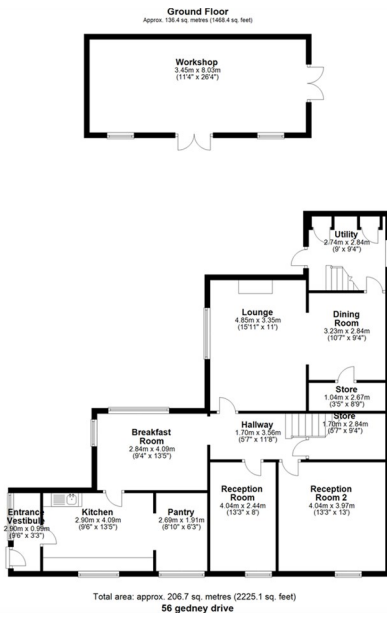 Ground Floor
Approx. 136.4 sq. metres (1468.4 sq. feet)
Workshop
3.45m x 8.03m
(11'4" x 26'4")
Utility
2.74m x 2.84m
(9' x 9'4")
Lounge
4.85m x 3.35m
(15'11" x 11')
Dining
Room
3.23m x 2.84m
(10'7" x 9'4")
Store
1.04m x 2.67m
(3'5" x 8'9")
Store
1.70m x 2.84m
(5'7" x 9'4")
Hallway
1.70m x 3.56m
(5'7" x 11'8")
Breakfast
Room
2.84m x 4.09m
(9'4" x 13'5")
Reception
Room
4.04m x 2.44m
(13'3" x 8')
Reception
Room 2
4.04m x 3.97m
(13'3" x 13')
Entrance
Vestibule
2.90m x 0.99m
(9'6" x 3'3")
Kitchen
2.90m x 4.09m
(9'6" x 13'5")
Pantry
2.69m x 1.91m
(8'10" x 6'3")
Total area: approx. 206.7 sq. metres (2225.1 sq. feet)
56 gedney drive